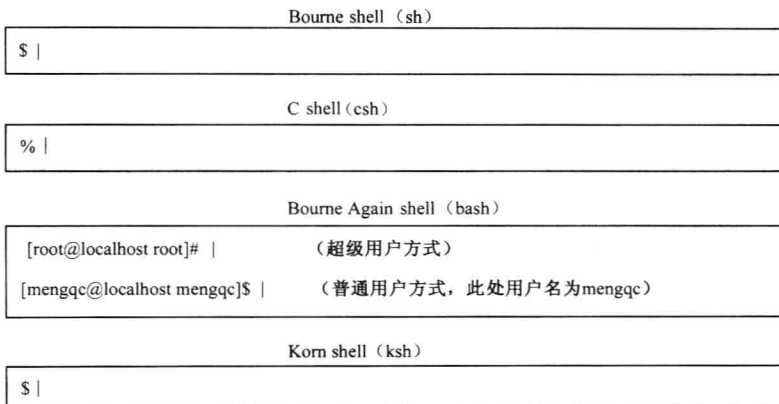 Bourne shell（sh）
$ |
C shell（csh）
% |
Bourne Again shell（bash）
[root@localhost root]# | （超级用户方式）
[mengqc@localhost mengqc]$ | （普通用户方式，此处用户名为mengqc）
Korn shell（ksh）
$ |